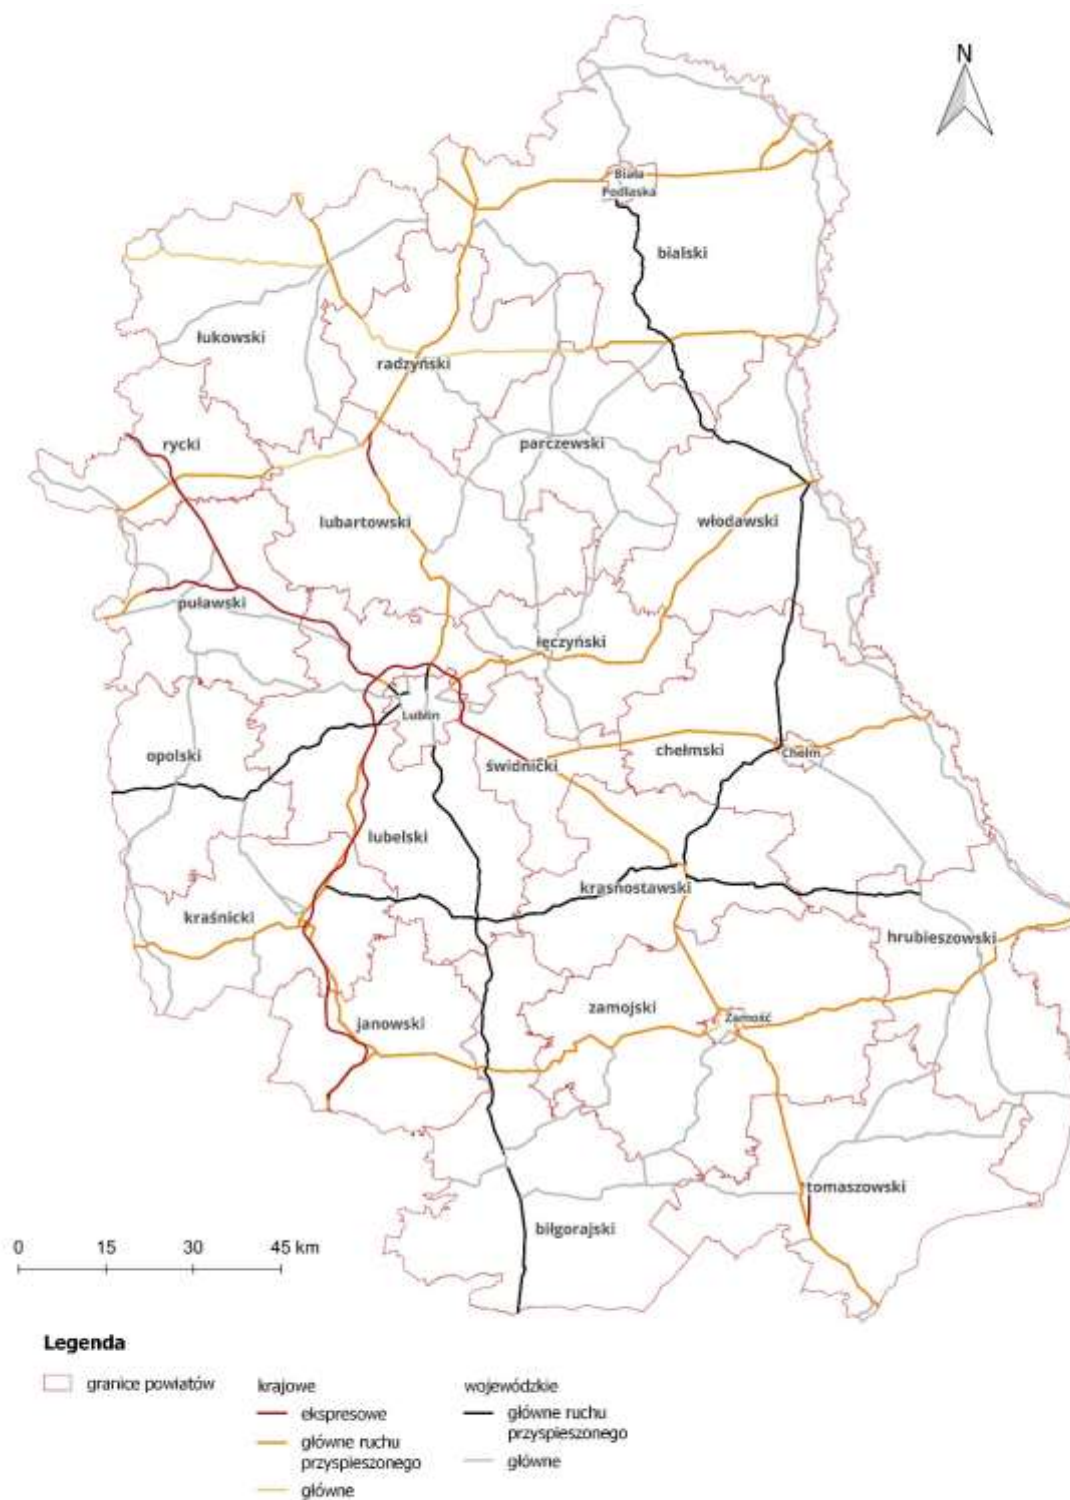 N
Biała
Podlaska
bialski
łukowski
radzyński
rycki
parczewski
lubartowski
włodawski
puławski
łęczyński
Lublin
opolski
świdnicki
chełmski
Chełm
lubelski
krasnostawski
kraśnicki
hrubieszowski
zamojski
Zamość
janowski
tomaszowski
biłgorajski
0 15 30 45 km
Legenda
granice powiatów
krajowe
ekspresowe
główne ruchu
przyspieszonego
główne
wojewódzkie
główne ruchu
przyspieszonego
główne